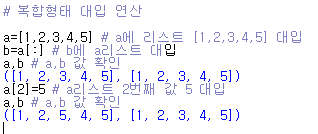 # 복합형태 대입 연산
a=[1,2,3,4,5] # a에 리스트 [1,2,3,4,5] 대입
b=a[:] # b에 a리스트 대입
a,b # a,b 값 확인
([1, 2, 3, 4, 5], [1, 2, 3, 4, 5])
a[2]=5 # a리스트 2번째 값 5 대입
a,b # a,b 값 확인
([1, 2, 5, 4, 5], [1, 2, 3, 4, 5])